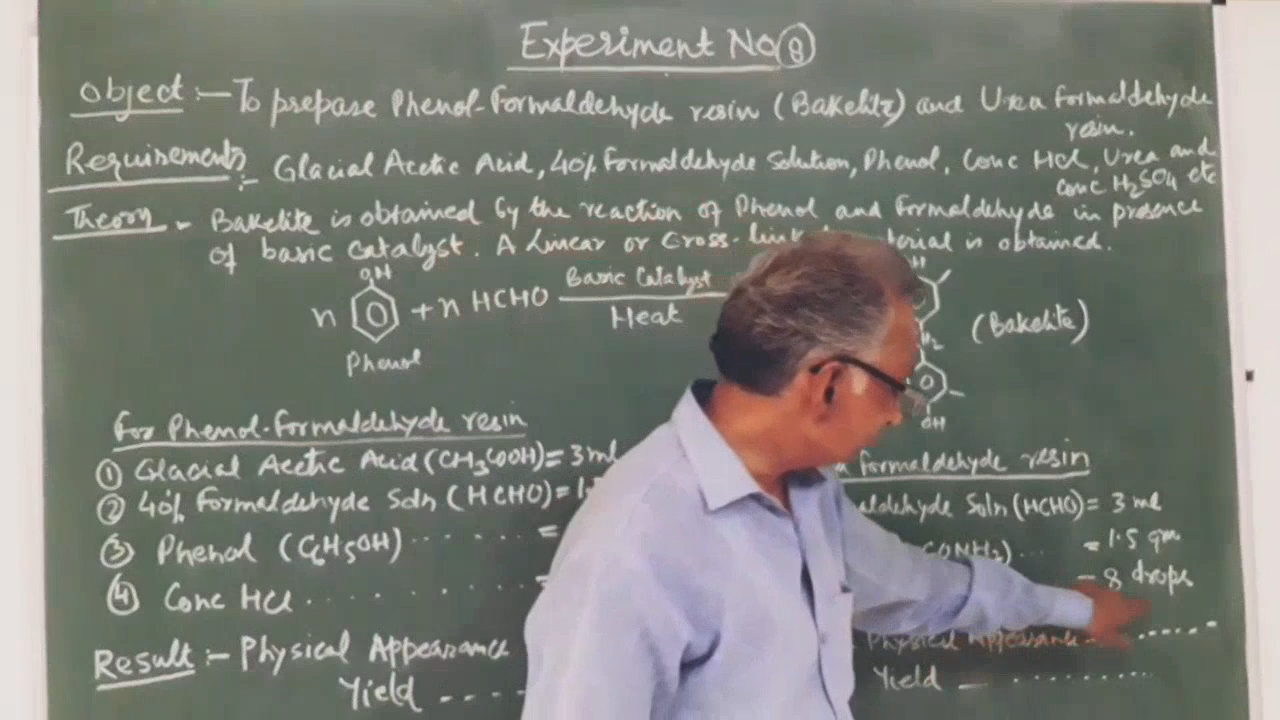 Experiment No 8
Object :- To prepare Phenol-Formaldehyde resin (Bakelite) and Urea formaldehyde
resin.
Requirements :- Glacial Acetic Acid, 40% Formaldehyde Solution, Phenol, Conc HCl, Urea and
conc H2SO4 etc
Theory - Bakelite is obtained by the reaction of Phenol and Formaldehyde in presence
of basic catalyst. A Linear or Cross- is obtained.
OH
n + n HCHO Basic Catalyst
Heat
Phenol
(Bakelite)
OH
For Phenol-Formaldehyde resin
① Glacial Acetic Acid (CH3COOH) = 3 ml
② 40% Formaldehyde Soln (HCHO) =
③ Phenol (C6H5OH) ...... =
④ Conc HCl ..........
formaldehyde resin
Soln (HCHO) = 3 ml
= 1.5 gm
- 8 drops
Result :- Physical Appearance
Yield ----
Physical Appearance - ......
Yield - ..........